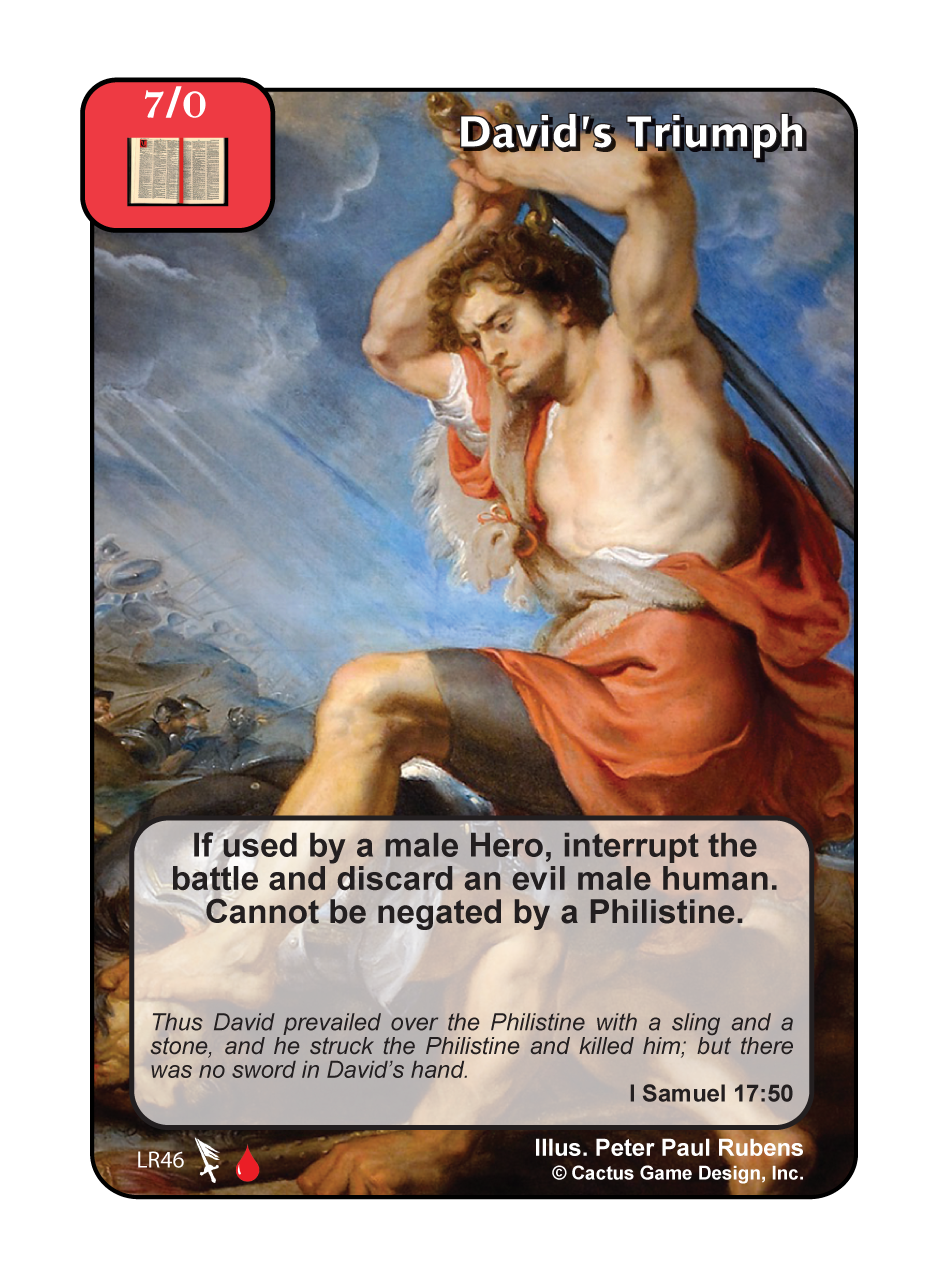 7/0
David's Triumph
If used by a male Hero, interrupt the
battle and discard an evil male human.
Cannot be negated by a Philistine.
Thus David prevailed over the Philistine with a sling and a
stone, and he struck the Philistine and killed him; but there
was no sword in David's hand.
I Samuel 17:50
LR46
Illus. Peter Paul Rubens
© Cactus Game Design, Inc.